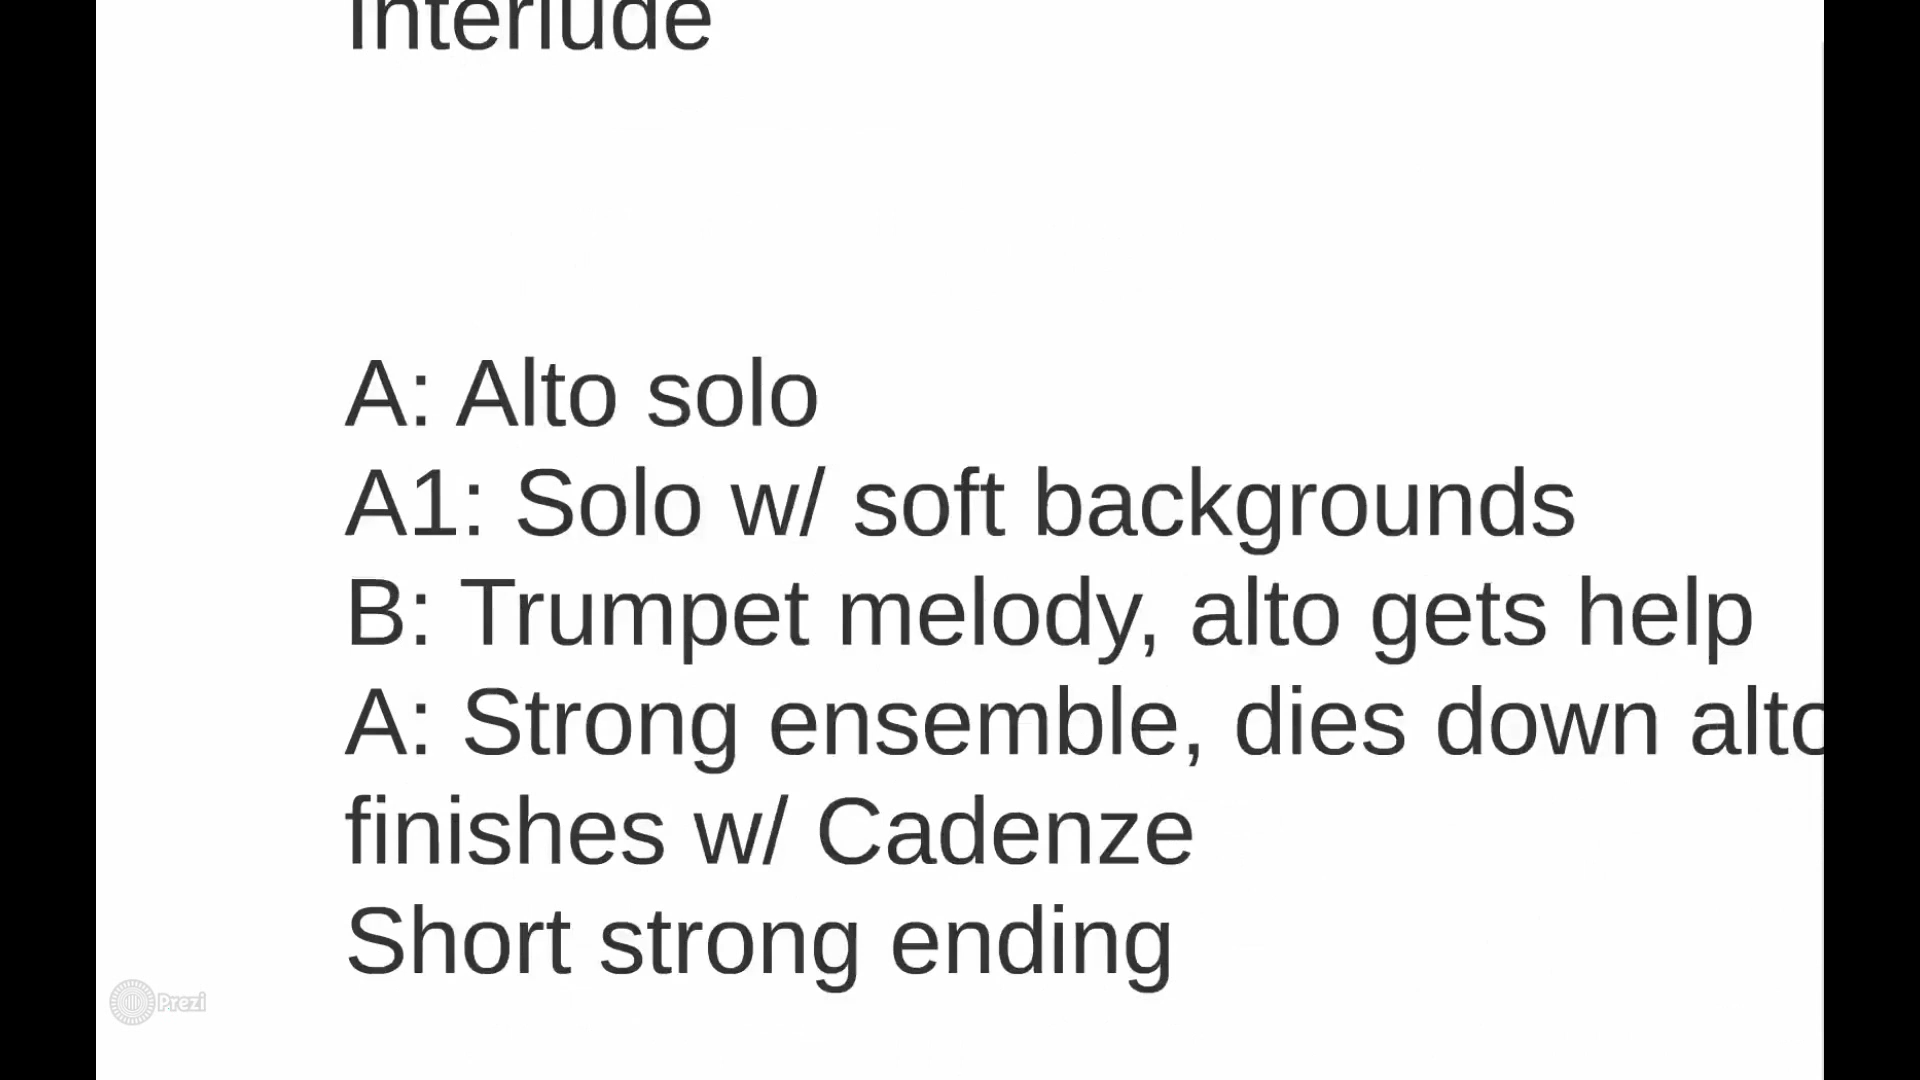 Interlude
A: Alto solo
A1: Solo w/ soft backgrounds
B: Trumpet melody, alto gets help
A: Strong ensemble, dies down alto
finishes w/ Cadenze
Short strong ending
Prezi